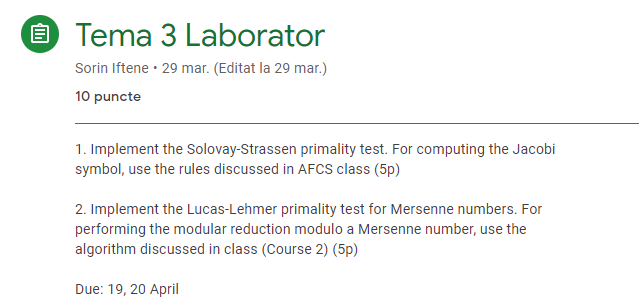 Tema 3 Laborator
Sorin Iftene • 29 mar. (Editat la 29 mar.)
10 puncte
1. Implement the Solovay-Strassen primality test. For computing the Jacobi
symbol, use the rules discussed in AFCS class (5p)
2. Implement the Lucas-Lehmer primality test for Mersenne numbers. For
performing the modular reduction modulo a Mersenne number, use the
algorithm discussed in class (Course 2) (5p)
Due: 19, 20 April